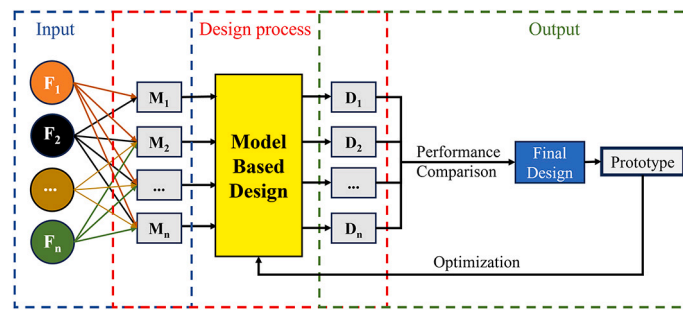 Input
Design process
Output
F1
F2
...
Fn
M1
M2
...
Mn
Model
Based
Design
D1
D2
...
Dn
Performance
Comparison
Final
Design
Prototype
Optimization